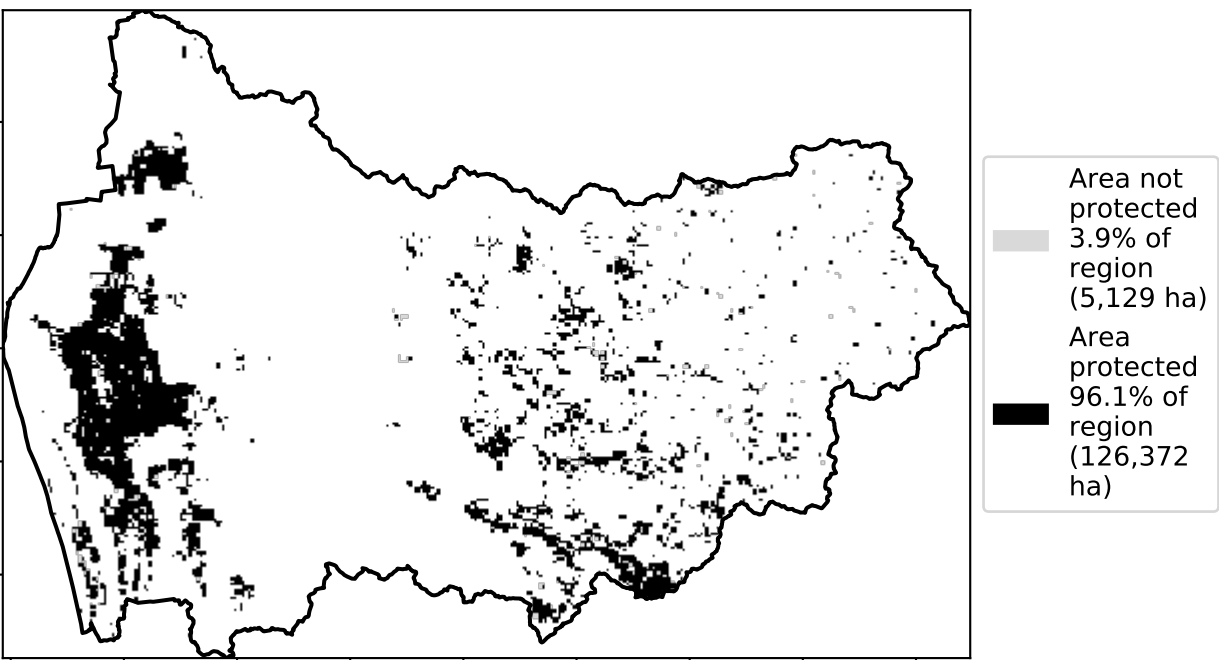 Area not
protected
3.9% of
region
(5,129 ha)
Area
protected
96.1% of
region
(126,372
ha)